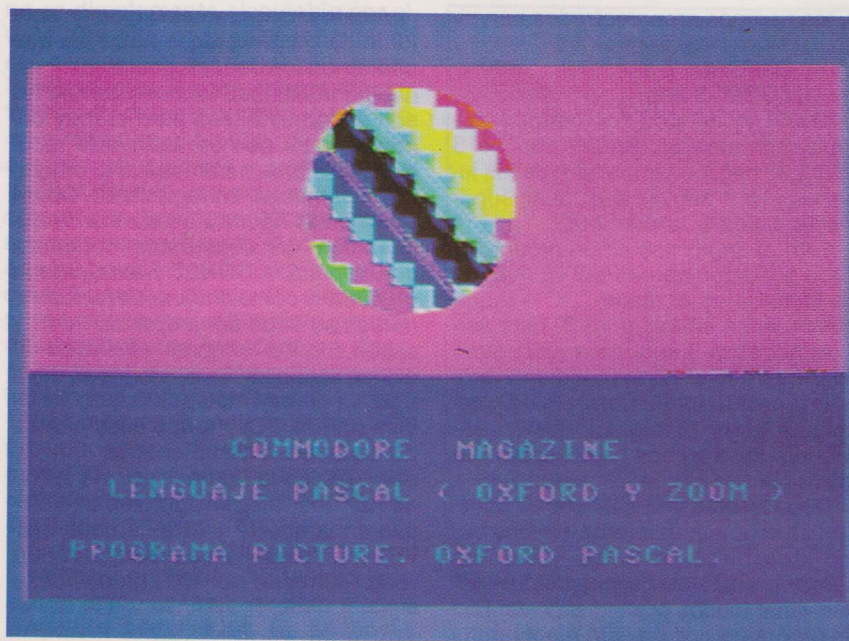 COMMODORE MAGAZINE
LENGUAJE PASCAL ( OXFORD Y ZOOM )
PROGRAMA PICTURE. OXFORD PASCAL.